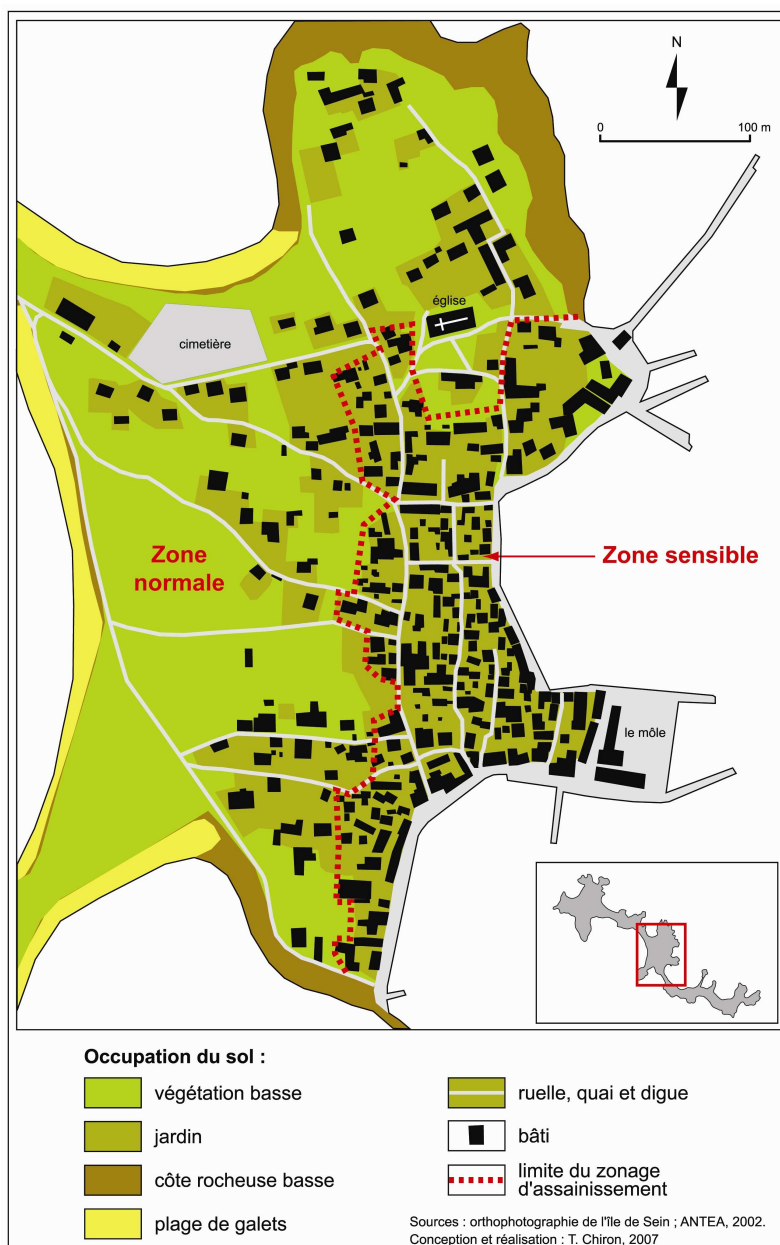 N
0 100 m
église
cimetière
Zone
normale
Zone sensible
le môle
Occupation du sol :
végétation basse
jardin
côte rocheuse basse
plage de galets
ruelle, quai et digue
bâti
limite du zonage
d'assainissement
Sources : orthophotographie de l'île de Sein ; ANTEA, 2002.
Conception et réalisation : T. Chiron, 2007